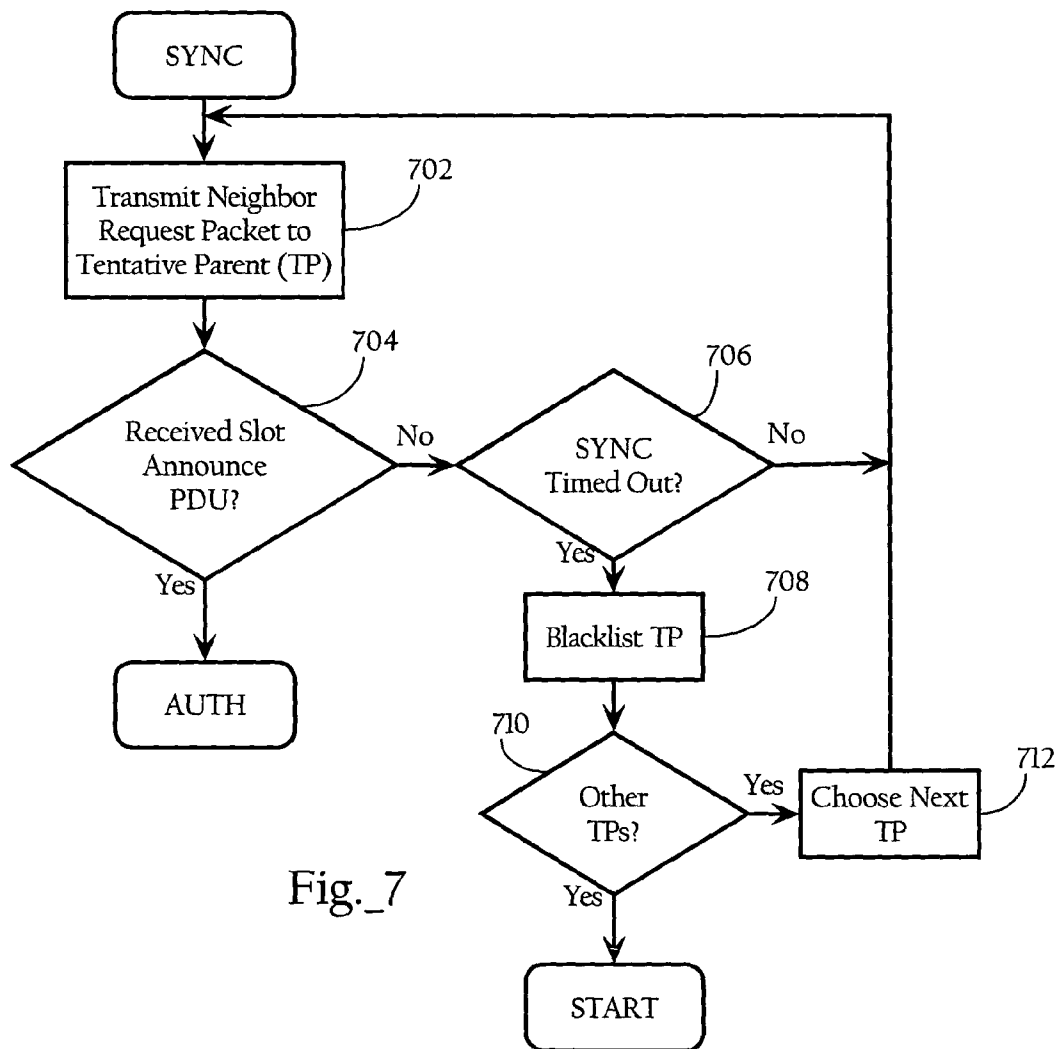 SYNC
702
Transmit Neighbor
Request Packet to
Tentative Parent (TP)
704
Received Slot
Announce
PDU?
No
Yes
AUTH
706
SYNC
Timed Out?
No
Yes
708
Blacklist TP
710
Other
TPs?
Yes
712
Choose Next
TP
Yes
START
Fig._7